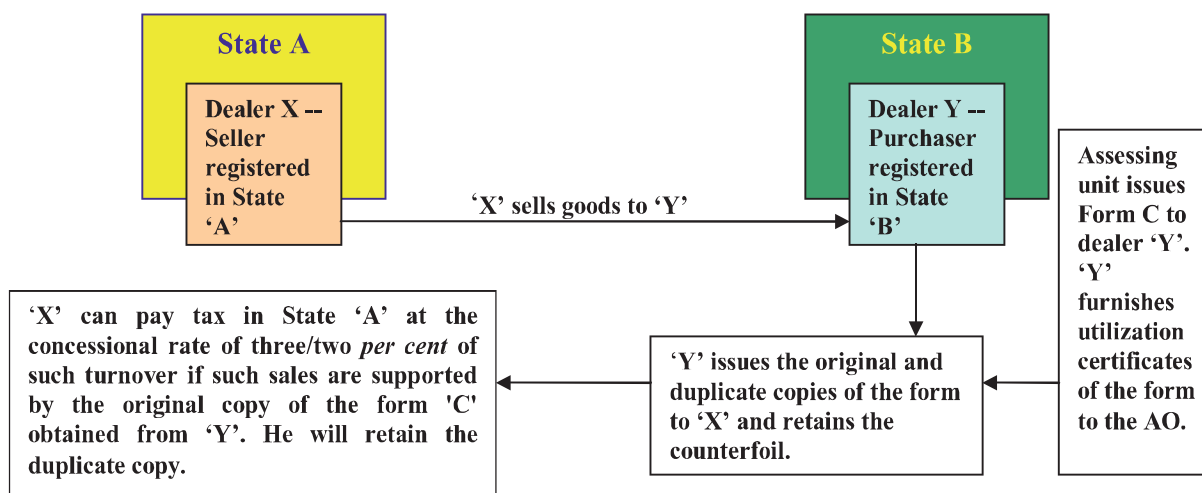 State A
Dealer X --
Seller
registered
in State
‘A’
‘X’ sells goods to ‘Y’
State B
Dealer Y --
Purchaser
registered
in State
‘B’
Assessing
unit issues
Form C to
dealer ‘Y’.
‘Y’
furnishes
utilization
certificates
of the form
to the AO.
‘Y’ issues the original and
duplicate copies of the form
to ‘X’ and retains the
counterfoil.
‘X’ can pay tax in State ‘A’ at the
concessional rate of three/two per cent of
such turnover if such sales are supported
by the original copy of the form 'C'
obtained from ‘Y’. He will retain the
duplicate copy.